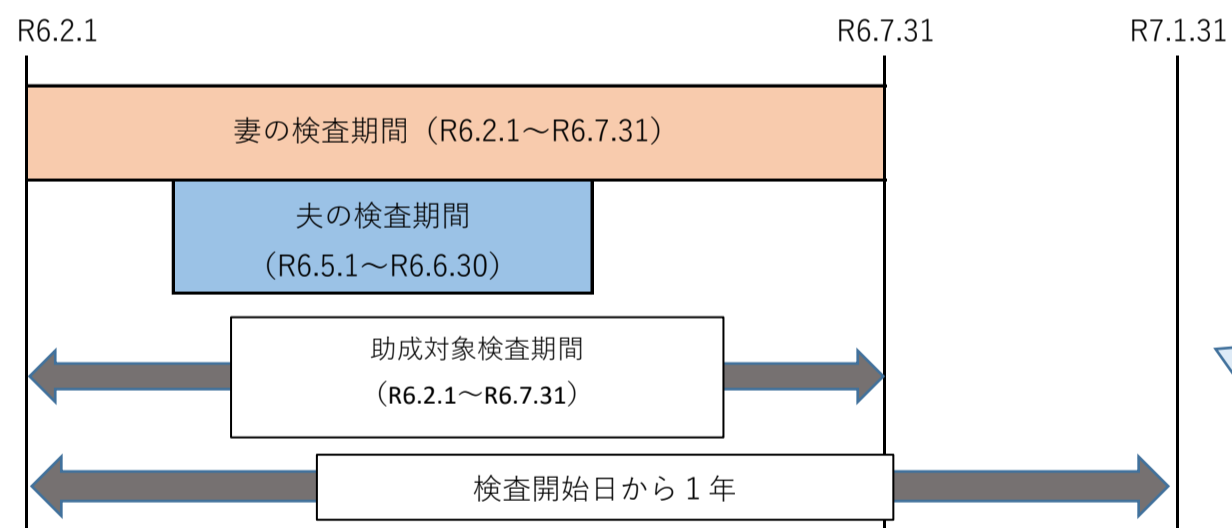 R6.2.1
R6.7.31
R7.1.31
妻の検査期間（R6.2.1～R6.7.31）
夫の検査期間
（R6.5.1～R6.6.30）
助成対象検査期間
（R6.2.1～R6.7.31）
検査開始日から１年